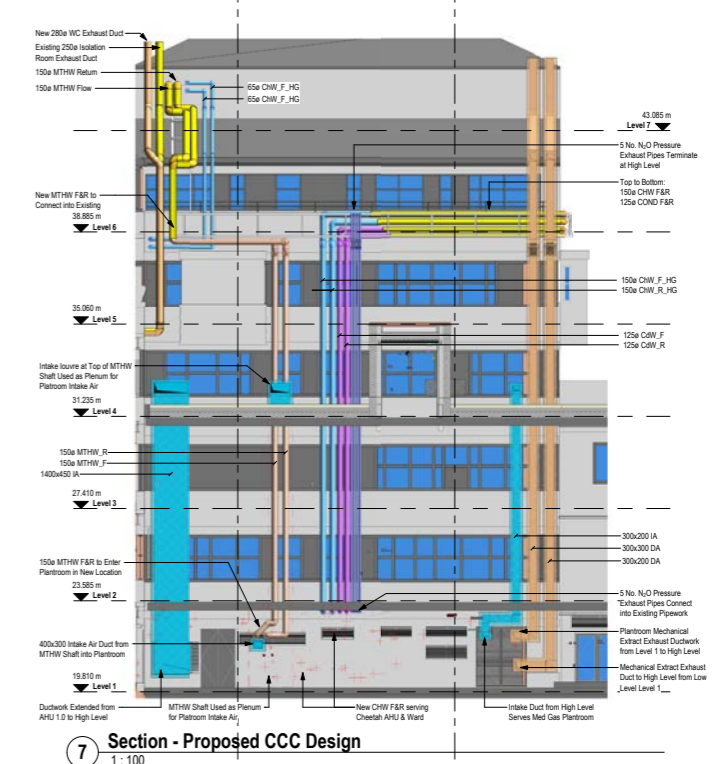 New 280ø WC Exhaust Duct
Existing 250ø Isolation
Room Exhaust Duct
150ø MTHW Return
150ø MTHW Flow
65ø ChW_F_HG
65ø ChW_F_HG
43.085 m
Level 7
5 No. N₂O Pressure
Exhaust Pipes Terminate
at High Level
Top to Bottom:
150ø CHW F&R
125ø COND F&R
New MTHW F&R to
Connect into Existing
38.885 m
Level 6
150ø ChW_F_HG
150ø ChW_R_HG
35.060 m
Level 5
125ø CdW_F
125ø CdW_R
Intake louvre at Top of MTHW
Shaft Used as Plenum for
Platroom Intake Air
31.235 m
Level 4
150ø MTHW_R
150ø MTHW_F
1400x450 IA
27.410 m
Level 3
300x200 IA
300x300 DA
300x200 DA
150ø MTHW F&R to Enter
Plantroom in New Location
23.585 m
Level 2
5 No. N₂O Pressure
Exhaust Pipes Connect
into Existing Pipework
400x300 Intake Air Duct from
MTHW Shaft into Plantroom
Plantroom Mechanical
Extract Exhaust Ductwork
from Level 1 to High Level
19.810 m
Level 1
Mechanical Extract Exhaust
Duct to High Level from Low
Level Level 1
Ductwork Extended from
AHU 1.0 to High Level
MTHW Shaft Used as Plenum
for Platroom Intake Air
New CHW F&R serving
Cheetah AHU & Ward
Intake Duct from High Level
Serves Med Gas Plantroom
7 Section - Proposed CCC Design
1 : 100